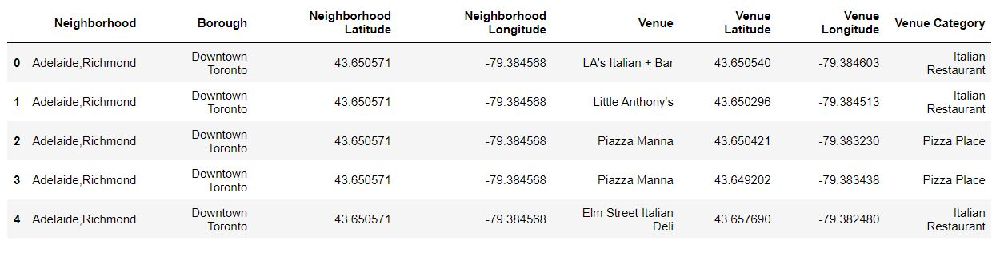 Neighborhood Borough Neighborhood Latitude Neighborhood Longitude Venue Venue Latitude Venue Longitude Venue Category
0 Adelaide,Richmond Downtown Toronto 43.650571 -79.384568 LA's Italian + Bar 43.650540 -79.384603 Italian Restaurant
1 Adelaide,Richmond Downtown Toronto 43.650571 -79.384568 Little Anthony's 43.650296 -79.384513 Italian Restaurant
2 Adelaide,Richmond Downtown Toronto 43.650571 -79.384568 Piazza Manna 43.650421 -79.383230 Pizza Place
3 Adelaide,Richmond Downtown Toronto 43.650571 -79.384568 Piazza Manna 43.649202 -79.383438 Pizza Place
4 Adelaide,Richmond Downtown Toronto 43.650571 -79.384568 Elm Street Italian Deli 43.657690 -79.382480 Italian Restaurant